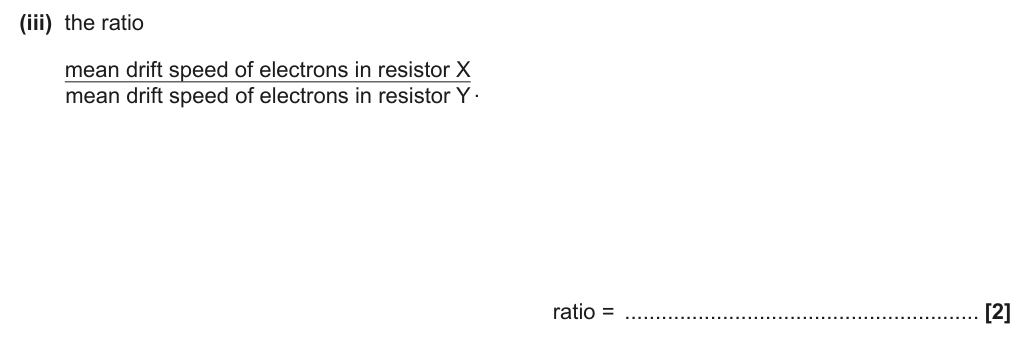 (iii) the ratio
mean drift speed of electrons in resistor X
mean drift speed of electrons in resistor Y.
ratio = ......................................................... [2]